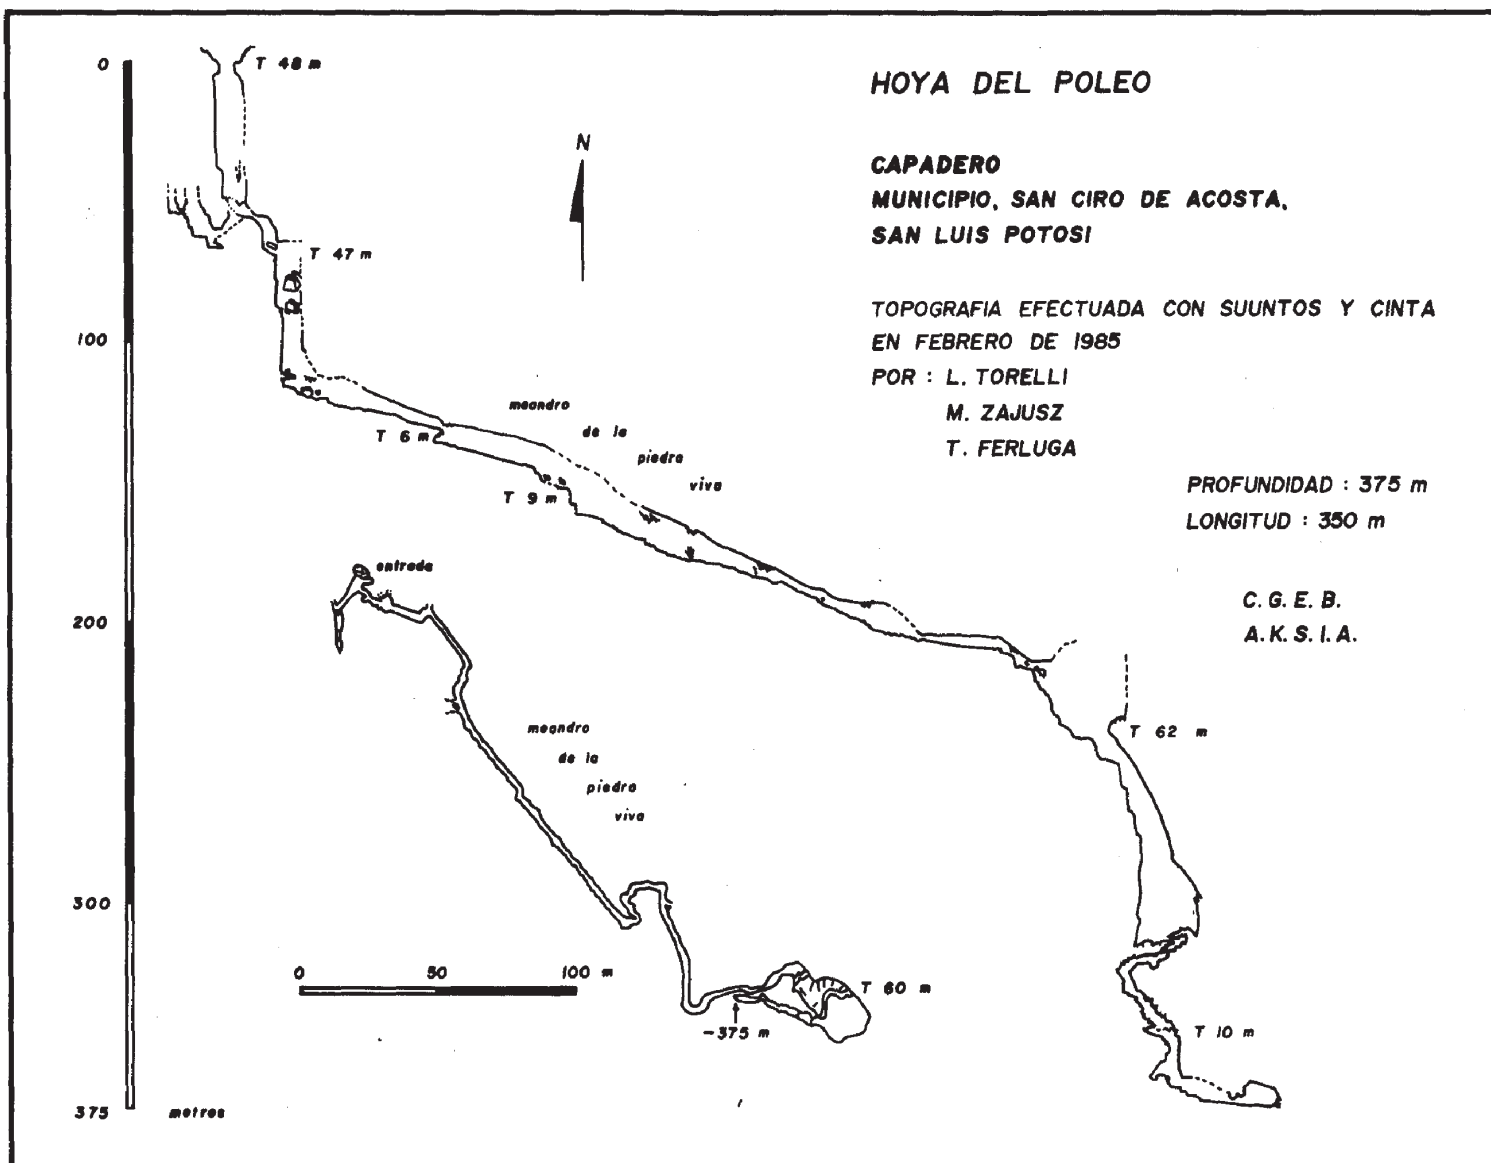 HOYA DEL POLEO
CAPADERO
MUNICIPIO, SAN CIRO DE ACOSTA,
SAN LUIS POTOSI
TOPOGRAFIA EFECTUADA CON SUUNTOS Y CINTA
EN FEBRERO DE 1985
POR : L. TORELLI
M. ZAJUSZ
T. FERLUGA
PROFUNDIDAD : 375 m
LONGITUD : 350 m
C. G. E. B.
A. K. S. I. A.
0
100
200
300
375
metros
N
T 48 m
T 47 m
T 6 m
T 9 m
meandro
de la
piedra
viva
T 62 m
T 10 m
entrada
meandro
de la
piedra
viva
T 60 m
-375 m
0 50 100 m